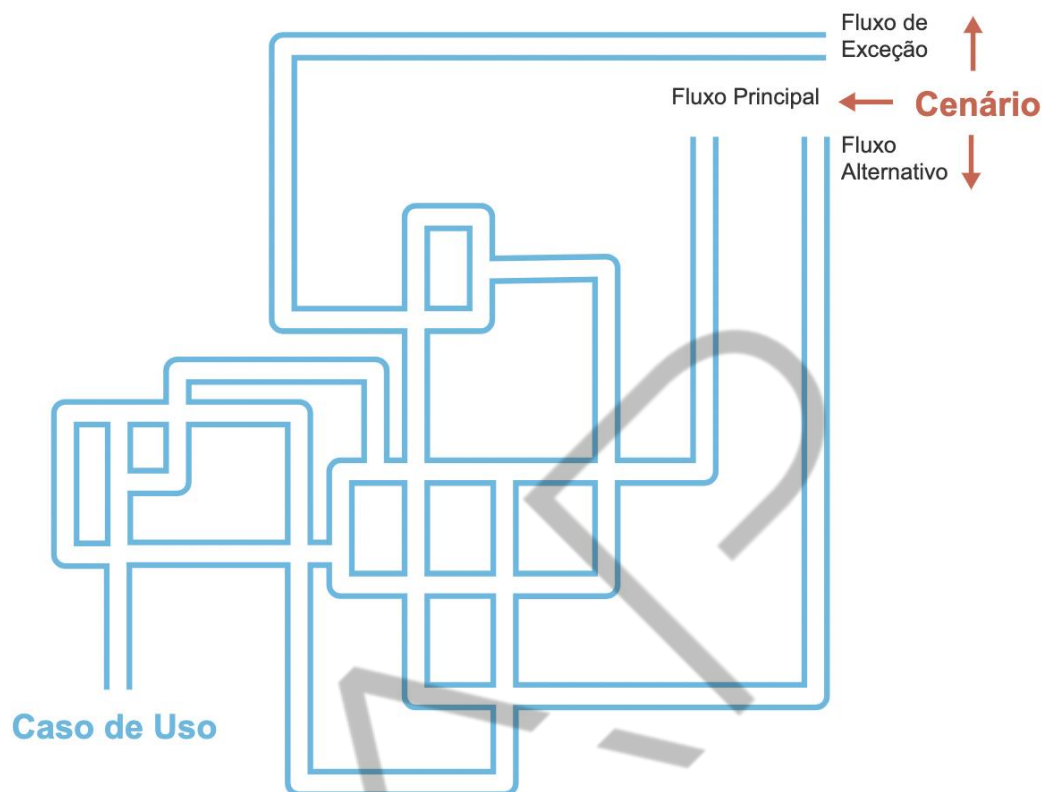 Fluxo de
Exceção
Fluxo Principal
Cenário
Fluxo
Alternativo
Caso de Uso